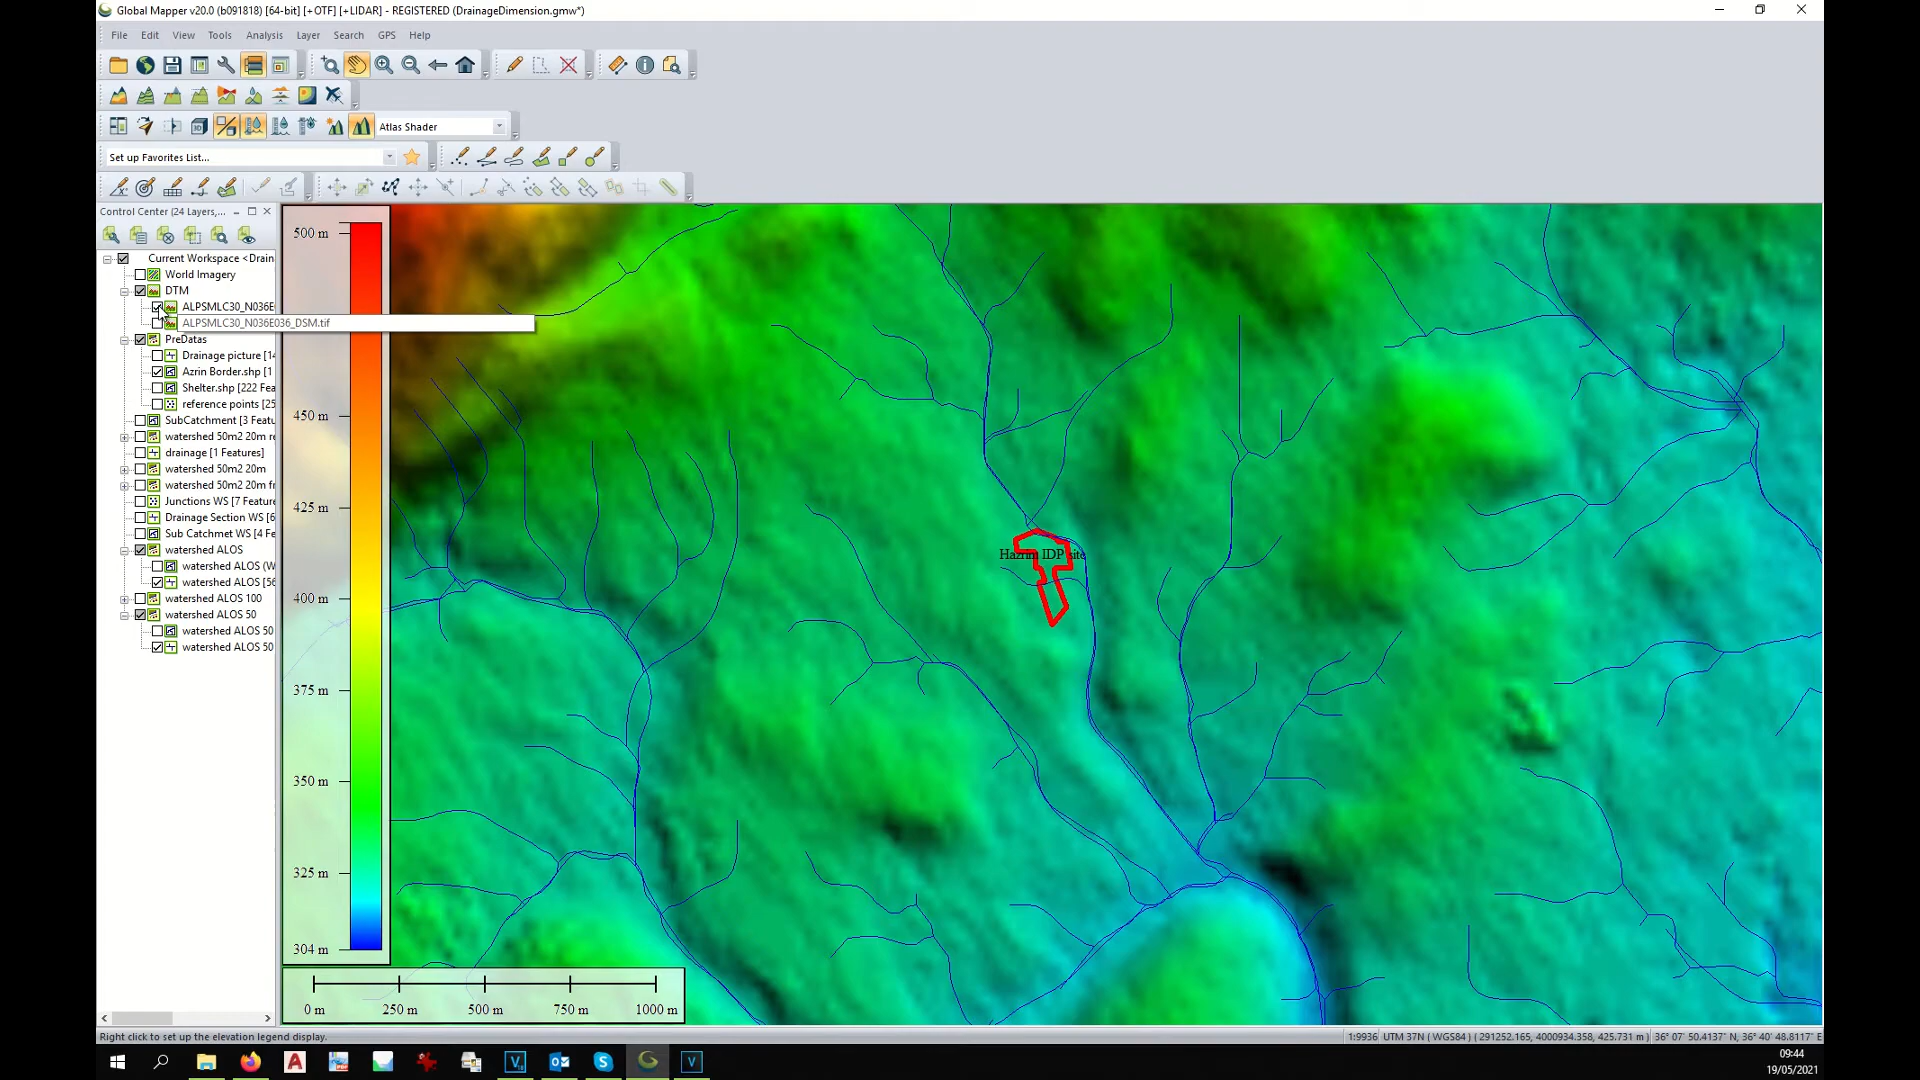 Global Mapper v20.0 (b091818) [64-bit] [+OTF] [+LIDAR] - REGISTERED (DrainageDimension.gmw*)
File Edit View Tools Analysis Layer Search GPS Help
Atlas Shader
Set up Favorites List...
Control Center (24 Layers,...
Current Workspace <Drain
World Imagery
DTM
ALPSMLC30_N036E
ALPSMLC30_N036E036_DSM.tif
PreDatas
Drainage picture [14
Azrin Border.shp [1
Shelter.shp [222 Fea
reference points [25
SubCatchment [3 Featu
watershed 50m2 20m re
drainage [1 Features]
watershed 50m2 20m
watershed 50m2 20m fr
Junctions WS [7 Feature
Drainage Section WS [6
Sub Catchmet WS [4 Fe
watershed ALOS
watershed ALOS (W
watershed ALOS [56
watershed ALOS 100
watershed ALOS 50
watershed ALOS 50
watershed ALOS 50
500 m
450 m
425 m
400 m
375 m
350 m
325 m
304 m
0 m 250 m 500 m 750 m 1000 m
IDP site
Right click to set up the elevation legend display.
1:9936 UTM 37N (WGS84) ( 291252.165, 4000934.358, 425.731 m ) 36° 07' 50.4137" N, 36° 40' 48.8117" E
09:44
19/05/2021